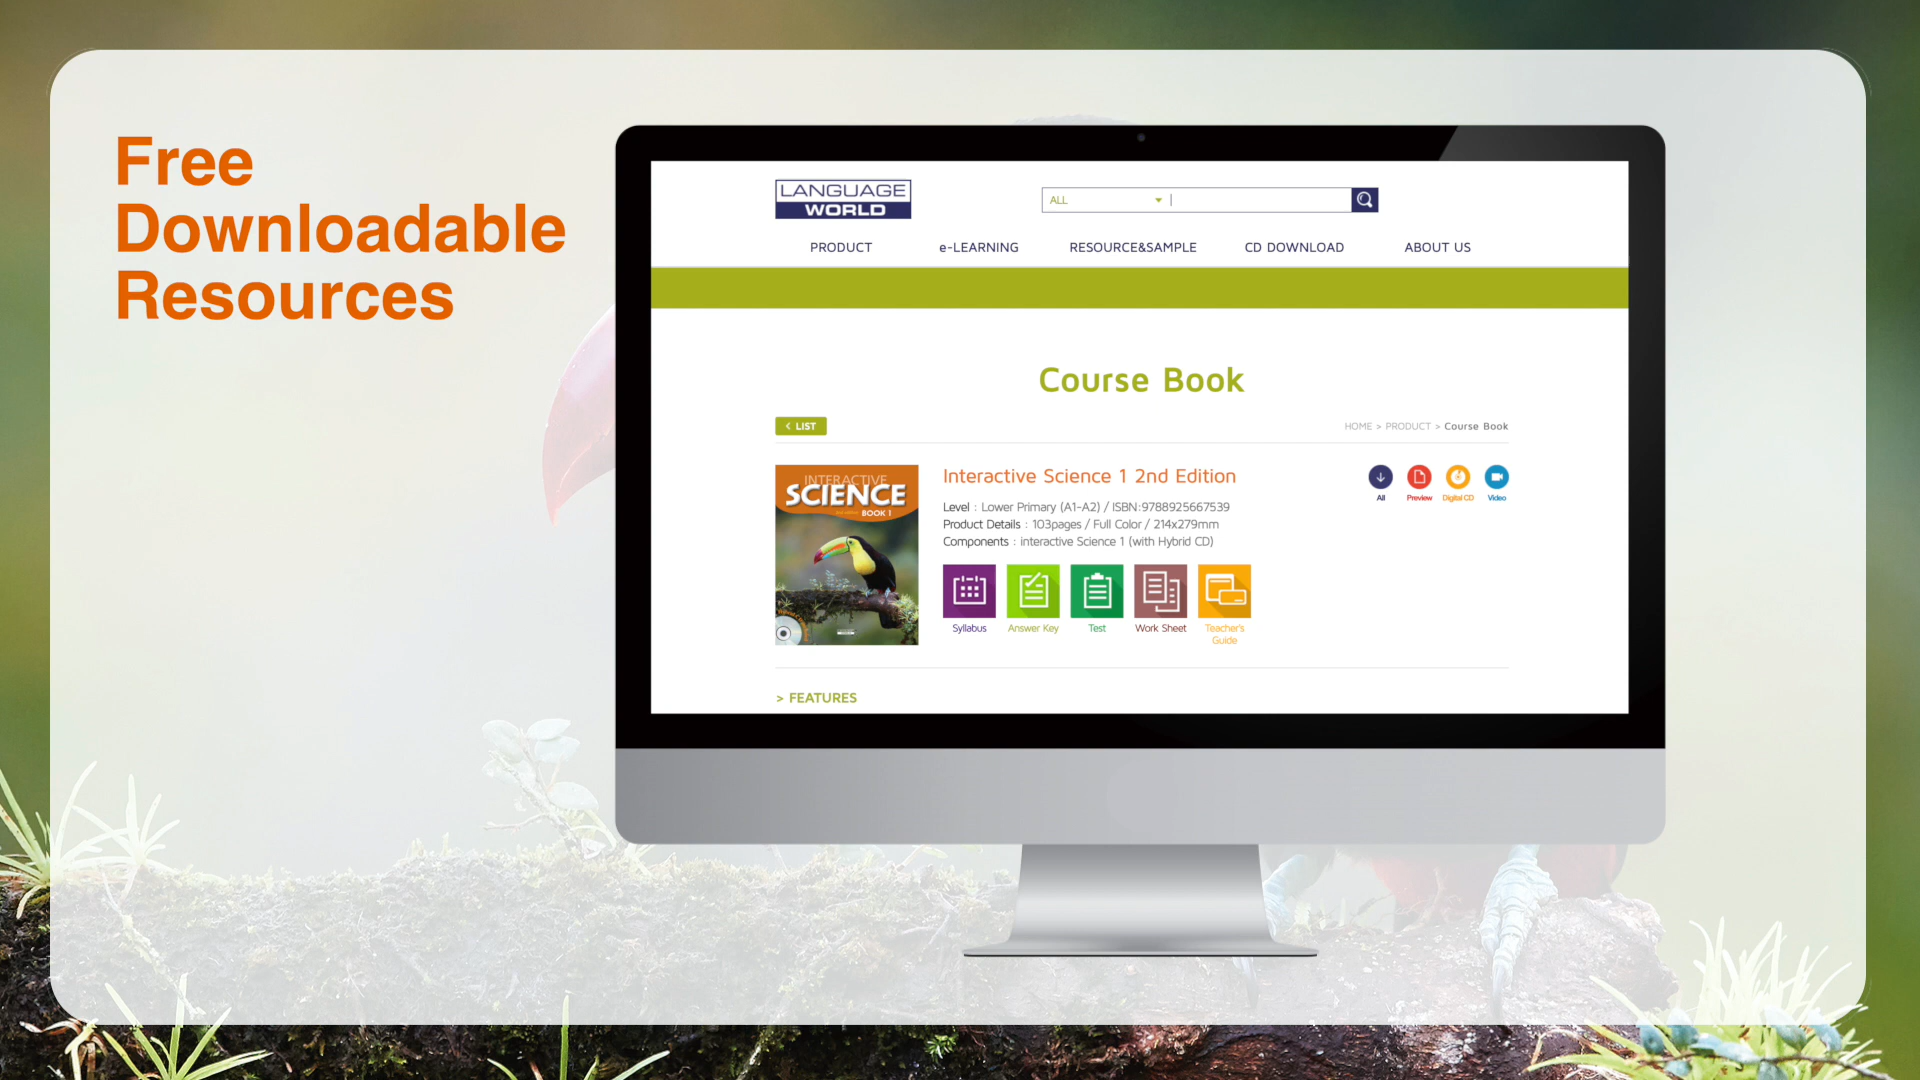 Free
Downloadable
Resources
LANGUAGE
WORLD
ALL
PRODUCT e-LEARNING RESOURCE&SAMPLE CD DOWNLOAD ABOUT US
Course Book
< LIST
HOME > PRODUCT > Course Book
INTERACTIVE
SCIENCE
BOOK 1
Interactive Science 1 2nd Edition
Level : Lower Primary (A1-A2) / ISBN:9788925667539
Product Details : 103pages / Full Color / 214x279mm
Components : interactive Science 1 (with Hybrid CD)
All Preview Digital CD Video
Syllabus Answer Key Test Work Sheet Teacher's
Guide
> FEATURES